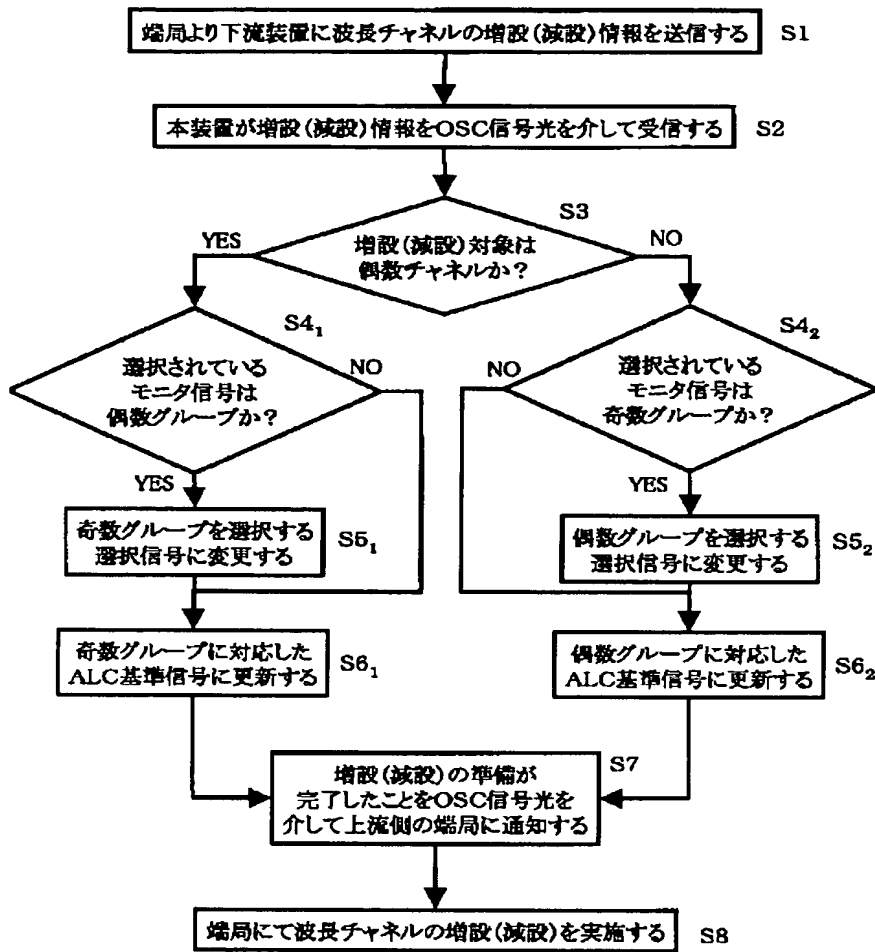 端局より下流装置に波長チャネルの増設(減設)情報を送信する S1
本装置が増設(減設)情報をOSC信号光を介して受信する S2
S3
YES
NO
増設(減設)対象は
偶数チャネルか?
S4₁
NO
選択されている
モニタ信号は
偶数グループか?
YES
S4₂
NO
選択されている
モニタ信号は
奇数グループか?
YES
奇数グループを選択する
選択信号に変更する
S5₁
偶数グループを選択する
選択信号に変更する
S5₂
奇数グループに対応した
ALC基準信号に更新する
S6₁
偶数グループに対応した
ALC基準信号に更新する
S6₂
S7
増設(減設)の準備が
完了したことをOSC信号光を
介して上流側の端局に通知する
端局にて波長チャネルの増設(減設)を実施する S8